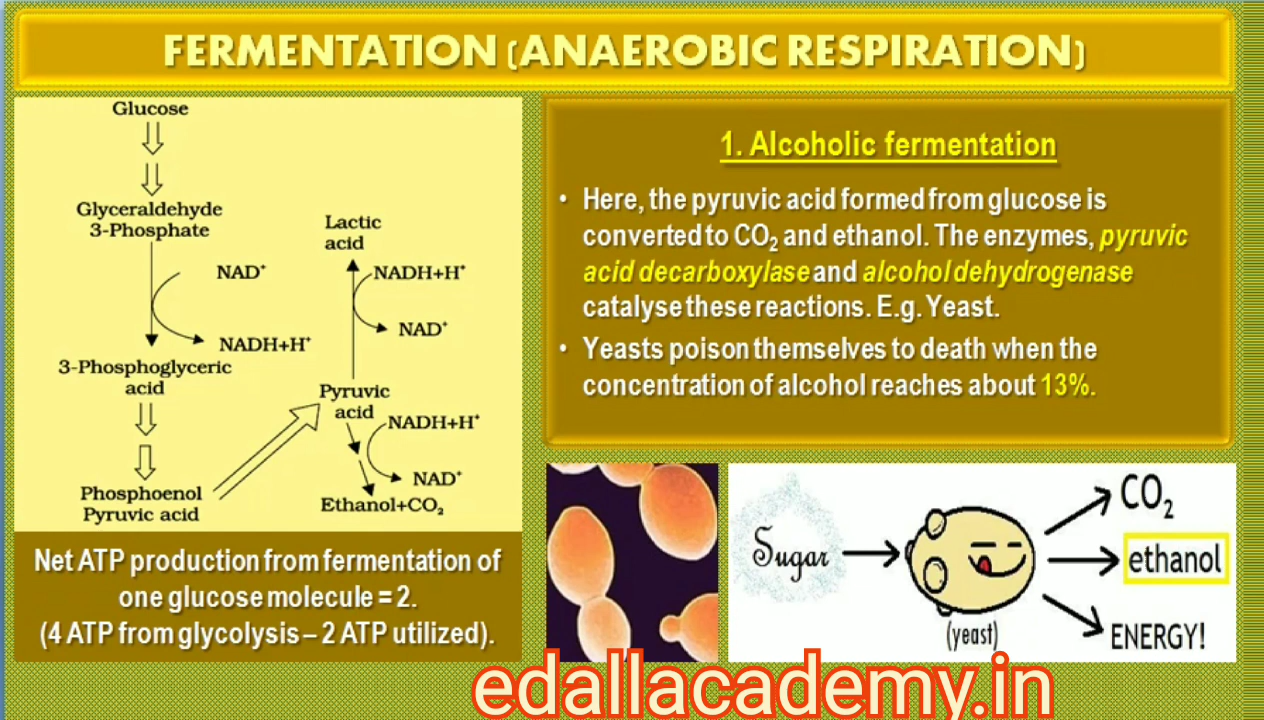 FERMENTATION (ANAEROBIC RESPIRATION)
Glucose
Glyceraldehyde
3-Phosphate
NAD⁺
NADH+H⁺
3-Phosphoglyceric
acid
Phosphoenol
Pyruvic acid
Lactic
acid
NADH+H⁺
NAD⁺
Pyruvic
acid
NADH+H⁺
NAD⁺
Ethanol+CO₂
Net ATP production from fermentation of
one glucose molecule = 2.
(4 ATP from glycolysis – 2 ATP utilized).
1. Alcoholic fermentation
• Here, the pyruvic acid formed from glucose is
converted to CO₂ and ethanol. The enzymes, pyruvic
acid decarboxylase and alcohol dehydrogenase
catalyse these reactions. E.g. Yeast.
• Yeasts poison themselves to death when the
concentration of alcohol reaches about 13%.
Sugar
(yeast)
CO₂
ethanol
ENERGY!
edallacademy.in